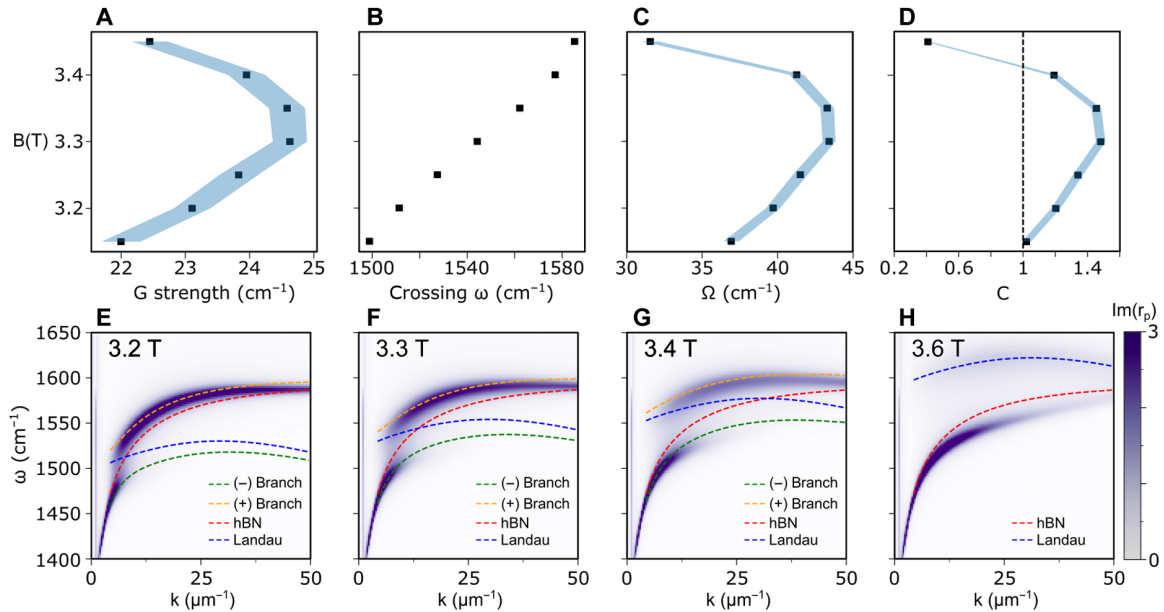 A
B
C
D
B(T)
3.4
3.3
3.2
22 23 24 25
G strength (cm⁻¹)
1500 1540 1580
Crossing ω (cm⁻¹)
30 35 40 45
Ω (cm⁻¹)
0.2 0.6 1 1.4
C
E
F
G
H
Im(rₚ)
3
0
ω (cm⁻¹)
1650
1600
1550
1500
1450
1400
3.2 T
(−) Branch
(+) Branch
hBN
Landau
0 25 50
k (μm⁻¹)
3.3 T
(−) Branch
(+) Branch
hBN
Landau
0 25 50
k (μm⁻¹)
3.4 T
(−) Branch
(+) Branch
hBN
Landau
0 25 50
k (μm⁻¹)
3.6 T
hBN
Landau
0 25 50
k (μm⁻¹)